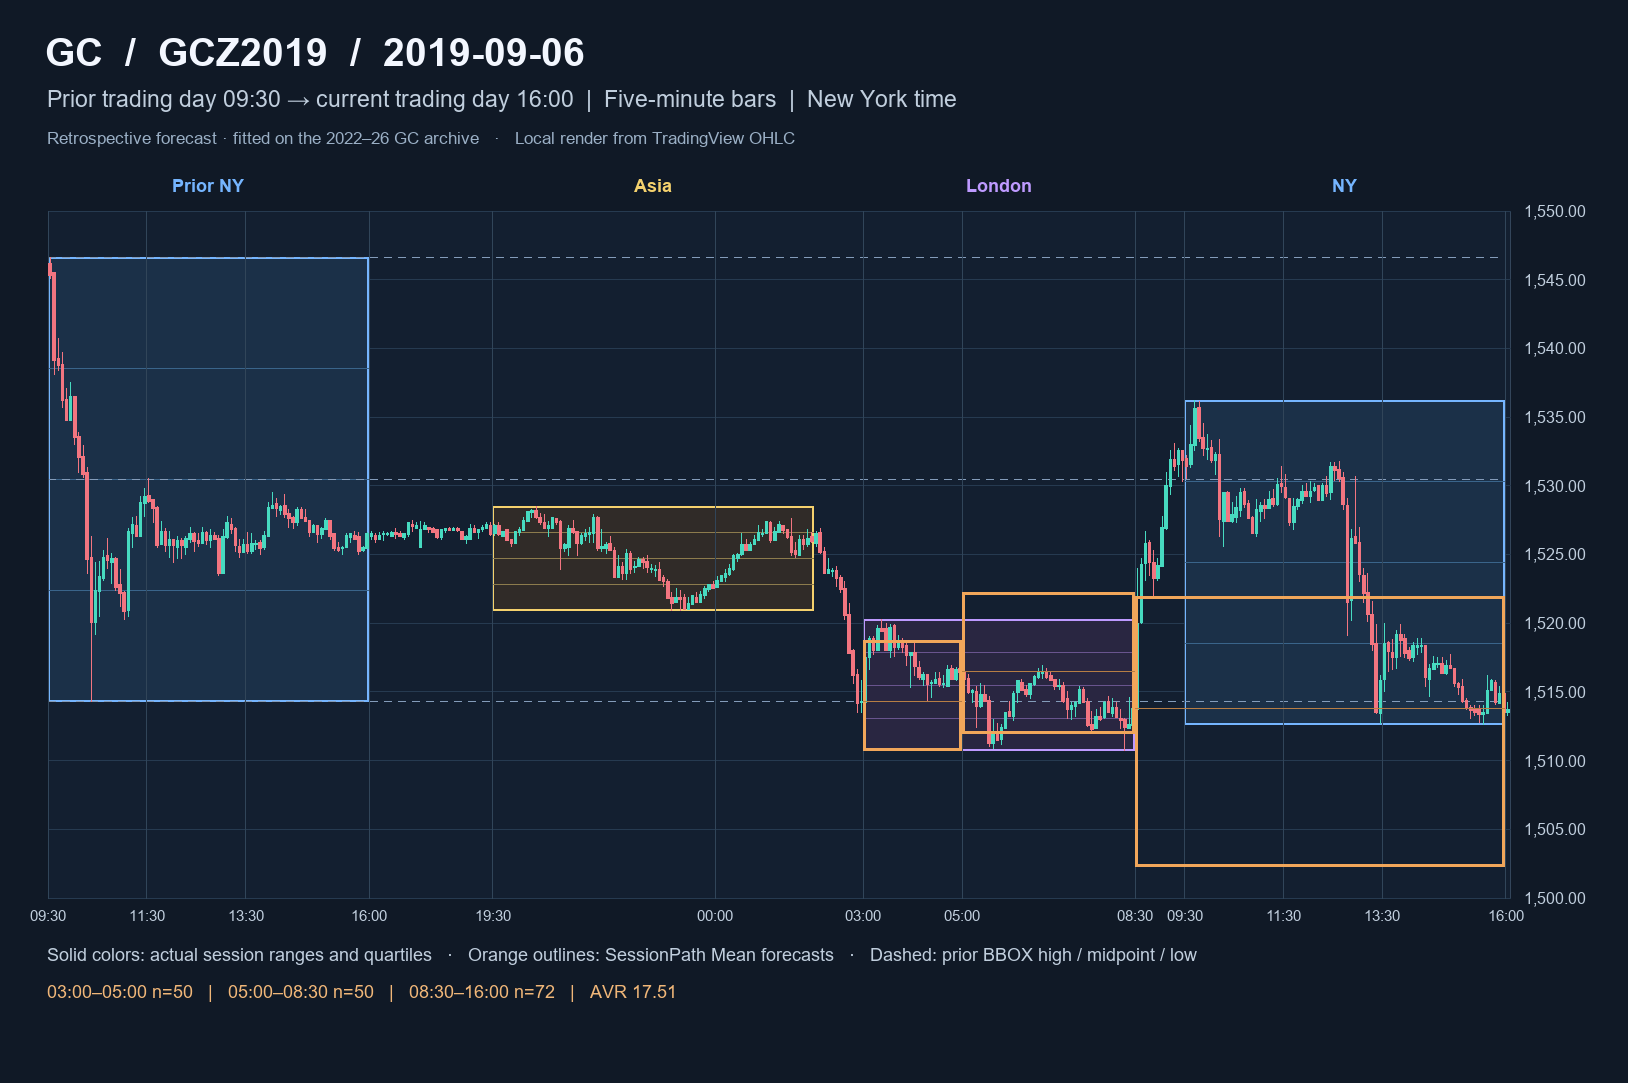 GC / GCZ2019 / 2019-09-06
Prior trading day 09:30 → current trading day 16:00 | Five-minute bars | New York time
Retrospective forecast · fitted on the 2022–26 GC archive · Local render from TradingView OHLC
Prior NY Asia London NY
1,550.00
1,545.00
1,540.00
1,535.00
1,530.00
1,525.00
1,520.00
1,515.00
1,510.00
1,505.00
1,500.00
09:30 11:30 13:30 16:00 19:30 00:00 03:00 05:00 08:30 09:30 11:30 13:30 16:00
Solid colors: actual session ranges and quartiles · Orange outlines: SessionPath Mean forecasts · Dashed: prior BBOX high / midpoint / low
03:00–05:00 n=50 | 05:00–08:30 n=50 | 08:30–16:00 n=72 | AVR 17.51